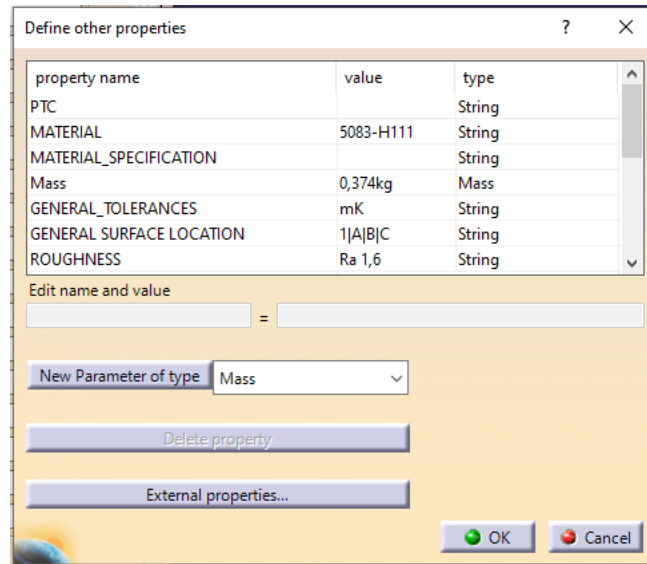 Define other properties ? ×
property name value type
PTC String
MATERIAL 5083-H111 String
MATERIAL_SPECIFICATION String
Mass 0,374kg Mass
GENERAL_TOLERANCES mK String
GENERAL SURFACE LOCATION 1|A|B|C String
ROUGHNESS Ra 1,6 String
Edit name and value
=
New Parameter of type Mass
Delete property
External properties...
OK Cancel